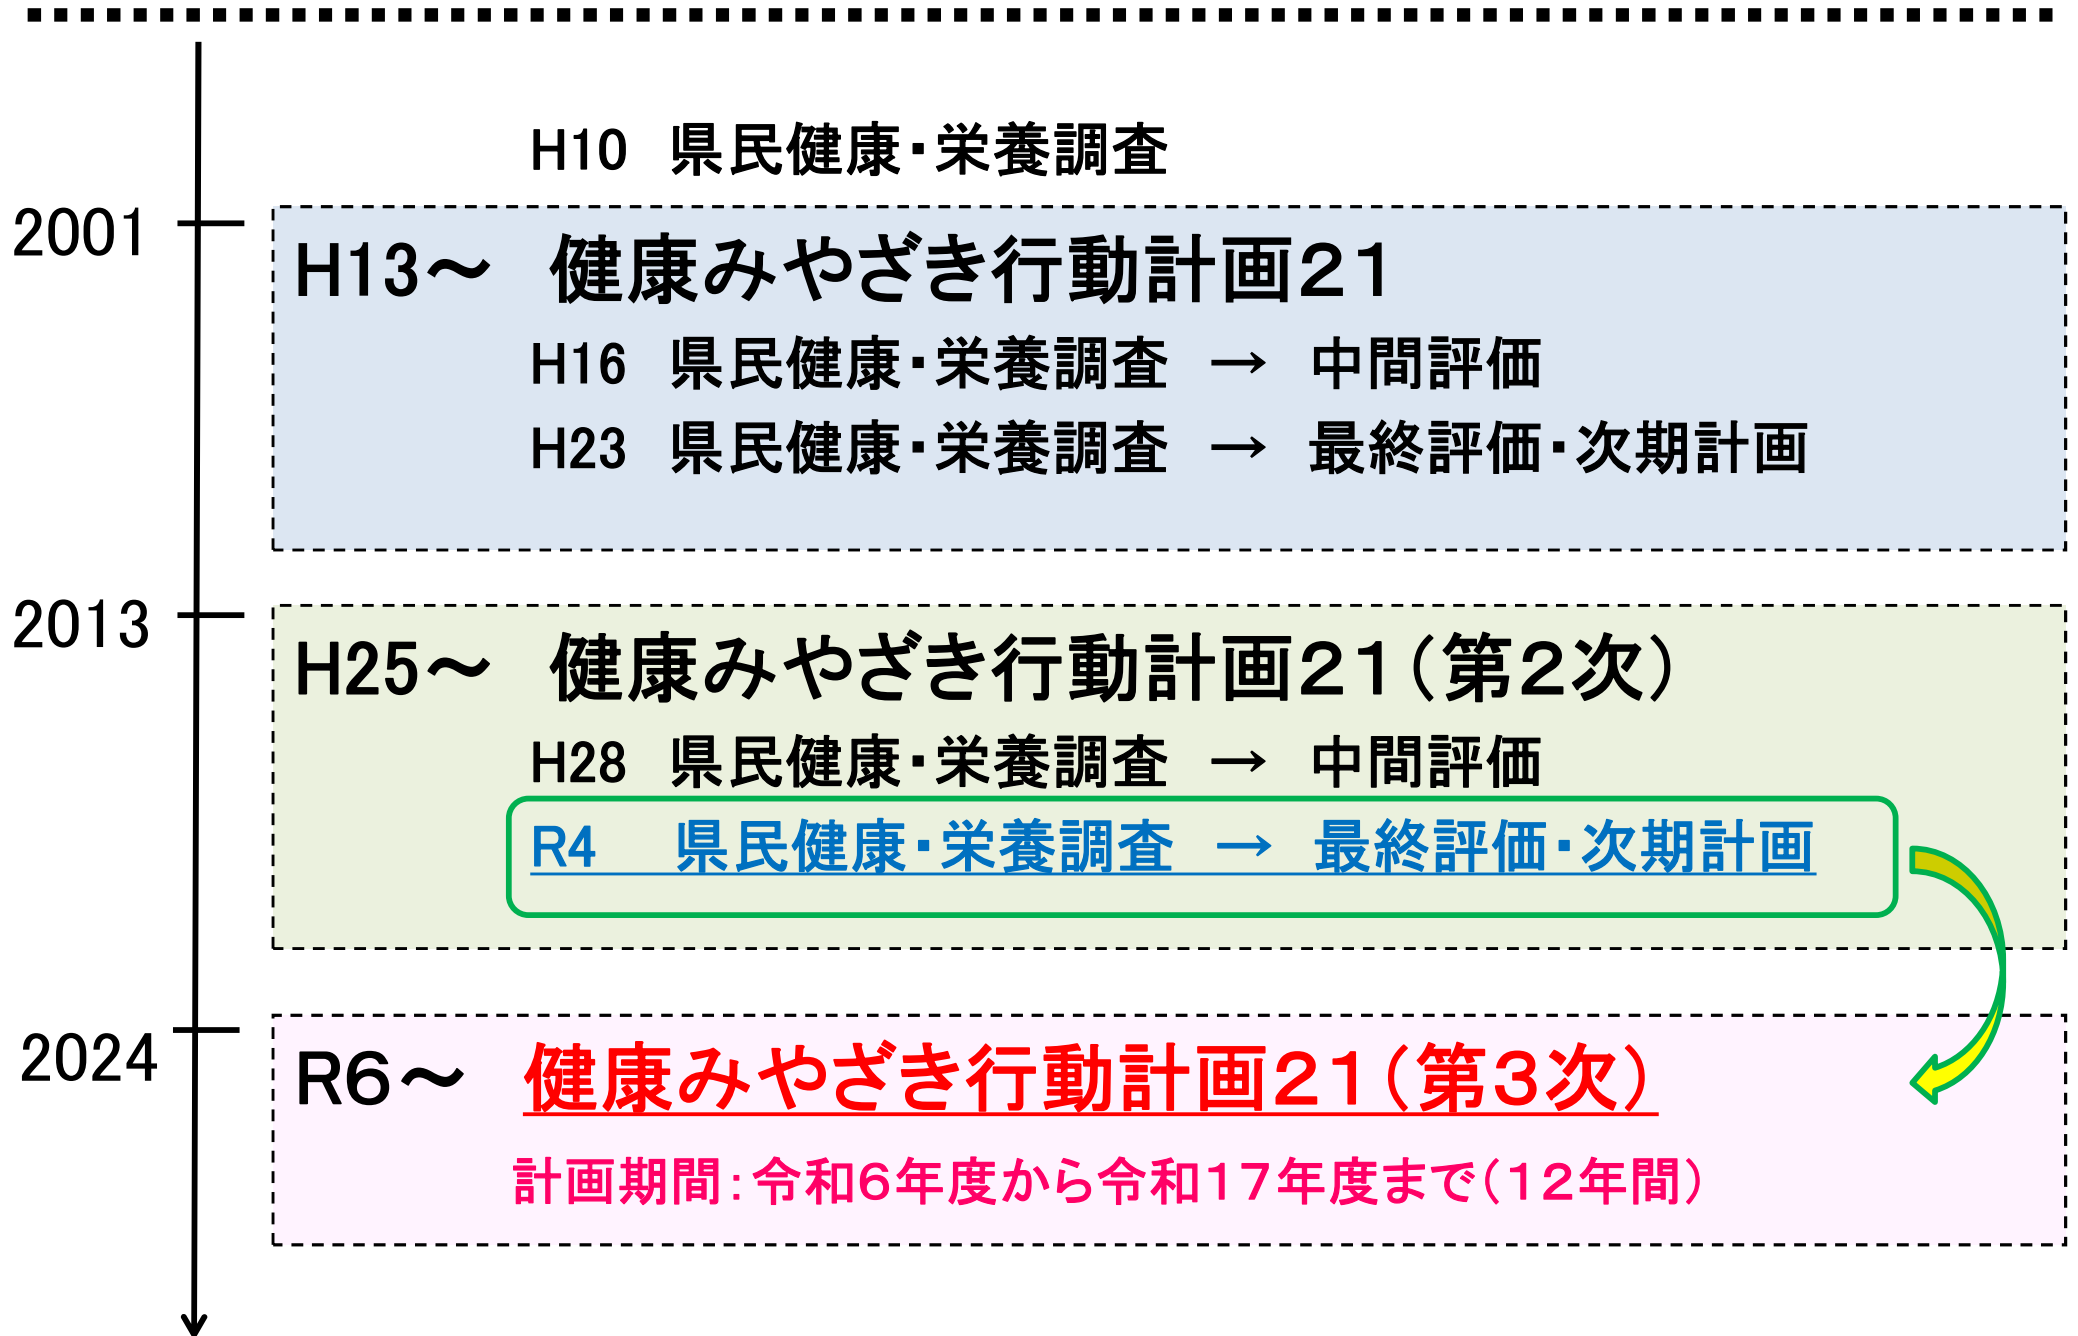 H10　県民健康・栄養調査
2001
H13～　健康みやざき行動計画２１
H16　県民健康・栄養調査　→　中間評価
H23　県民健康・栄養調査　→　最終評価・次期計画
2013
H25～　健康みやざき行動計画２１（第２次）
H28　県民健康・栄養調査　→　中間評価
R4　県民健康・栄養調査　→　最終評価・次期計画
2024
R6～　健康みやざき行動計画２１（第３次）
計画期間：令和６年度から令和１７年度まで（１２年間）